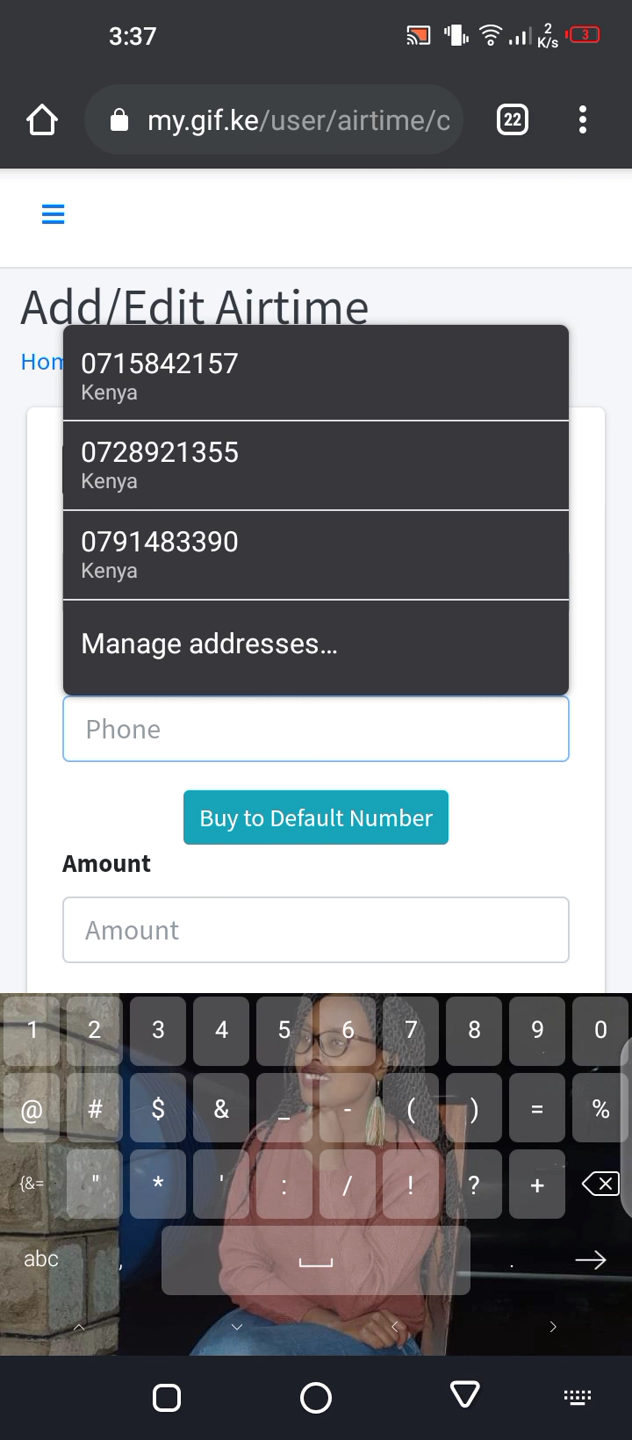 3:37
2
K/s
3
my.gif.ke/user/airtime/c
22
Add/Edit Airtime
Hom
0715842157
Kenya
0728921355
Kenya
0791483390
Kenya
Manage addresses...
Phone
Buy to Default Number
Amount
Amount
1 2 3 4 5 6 7 8 9 0
@ # $ & _ - ( ) = %
{&= " * ' : / ! ? +
abc , .